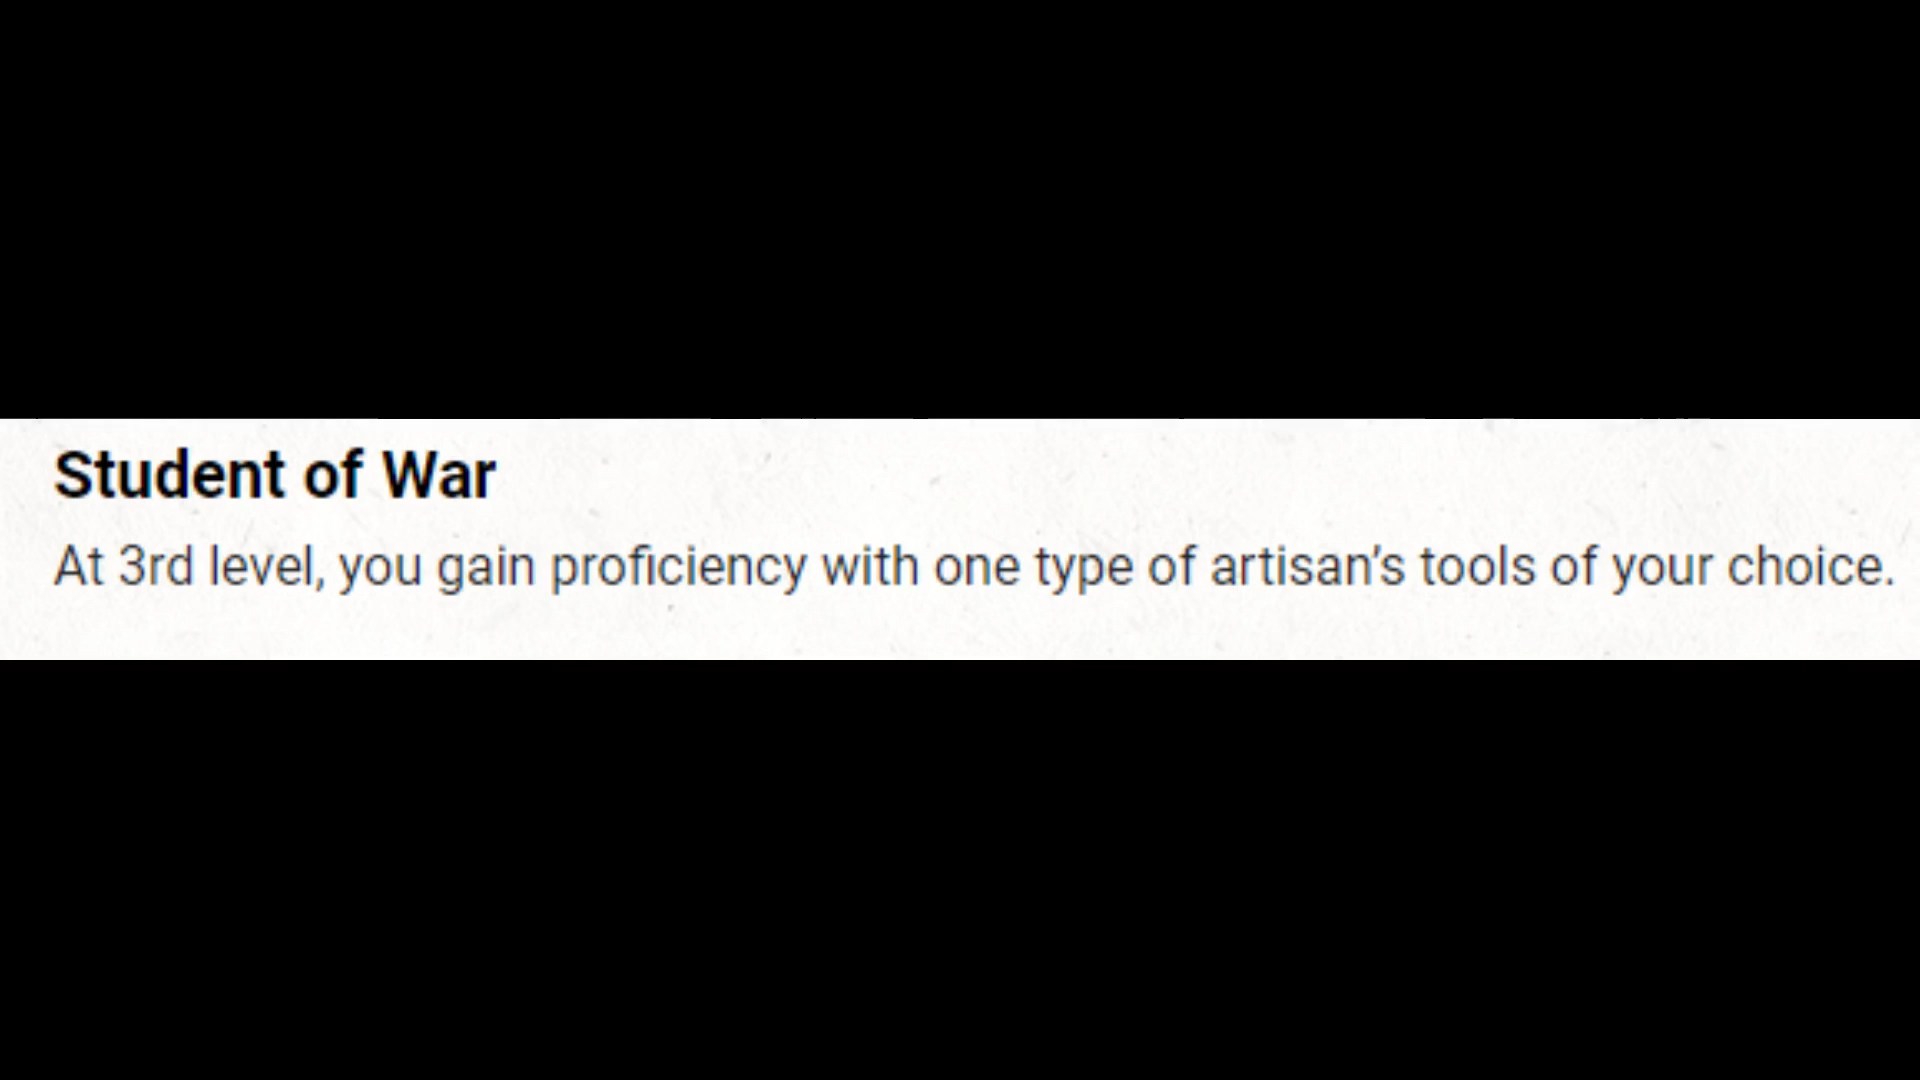 Student of War
At 3rd level, you gain proficiency with one type of artisan’s tools of your choice.